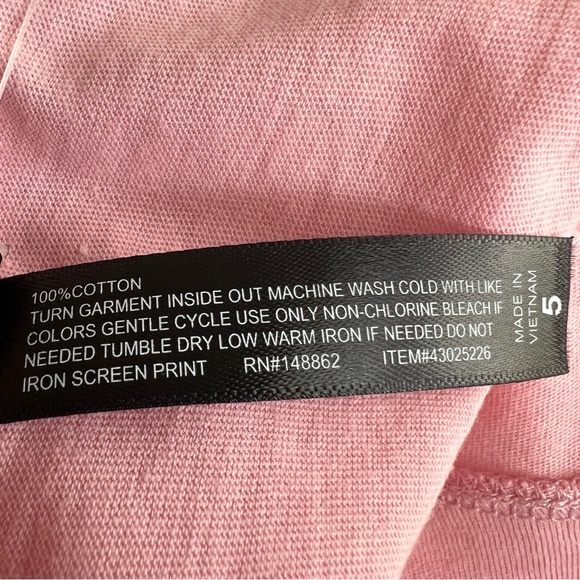 100%COTTON
TURN GARMENT INSIDE OUT MACHINE WASH COLD WITH LIKE
COLORS GENTLE CYCLE USE ONLY NON-CHLORINE BLEACH IF
NEEDED TUMBLE DRY LOW WARM IRON IF NEEDED DO NOT
IRON SCREEN PRINT RN#148862 ITEM#43025226
MADE IN
VIETNAM
5